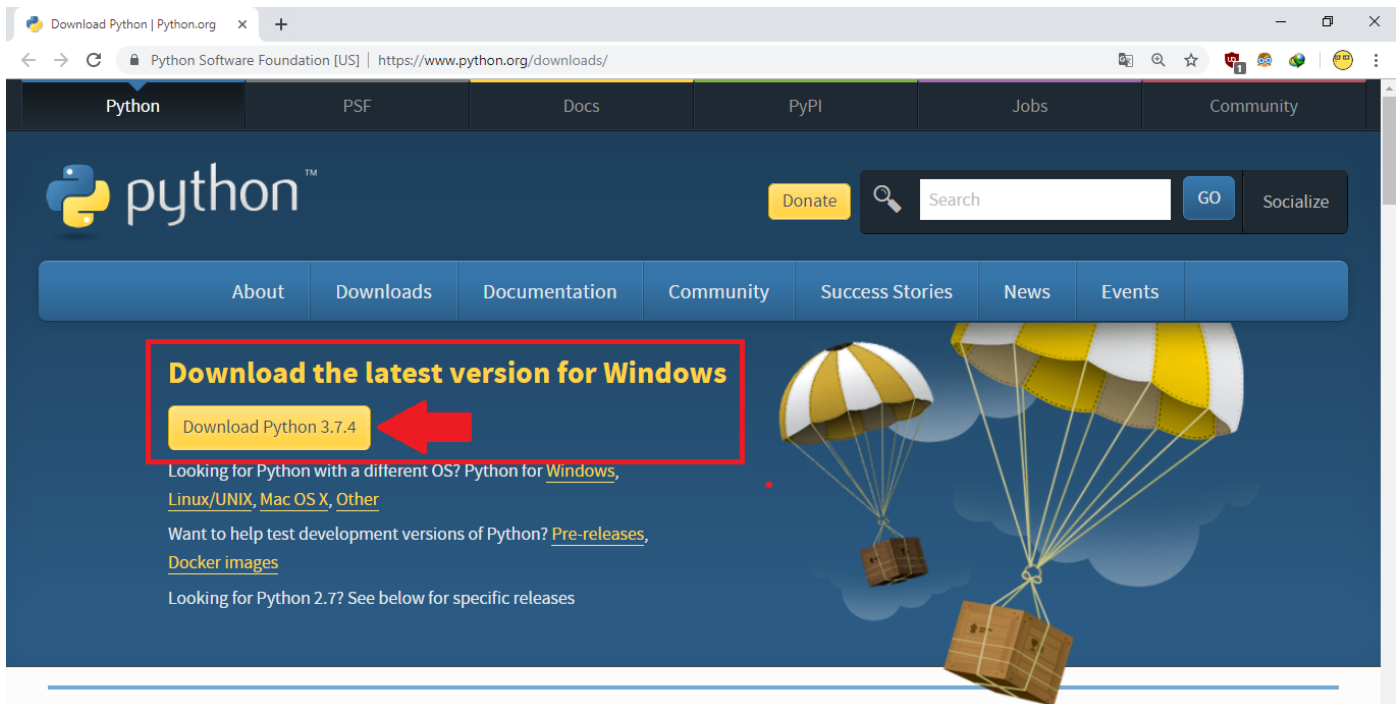 Download Python | Python.org
Python Software Foundation [US] | https://www.python.org/downloads/
1
Python PSF Docs PyPI Jobs Community
python™
Donate Search GO Socialize
About Downloads Documentation Community Success Stories News Events
Download the latest version for Windows
Download Python 3.7.4
Looking for Python with a different OS? Python for Windows,
Linux/UNIX, Mac OS X, Other
Want to help test development versions of Python? Pre-releases,
Docker images
Looking for Python 2.7? See below for specific releases